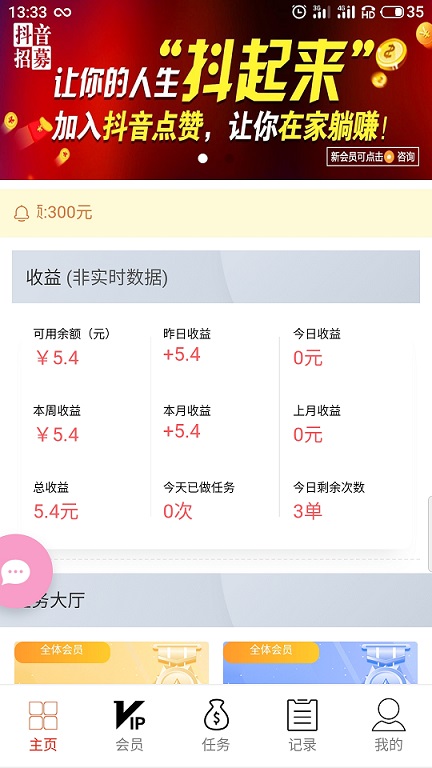 13:33
3G
4G
HD
35
抖音
招募
让你的人生“抖起来”
加入抖音点赞，让你在家躺赚！
新会员可点击 咨询
:300元
收益 (非实时数据)
可用余额（元） 昨日收益 今日收益
￥5.4 +5.4 0元
本周收益 本月收益 上月收益
￥5.4 +5.4 0元
总收益 今天已做任务 今日剩余次数
5.4元 0次 3单
务大厅
全体会员 全体会员
VIP
主页 会员 任务 记录 我的